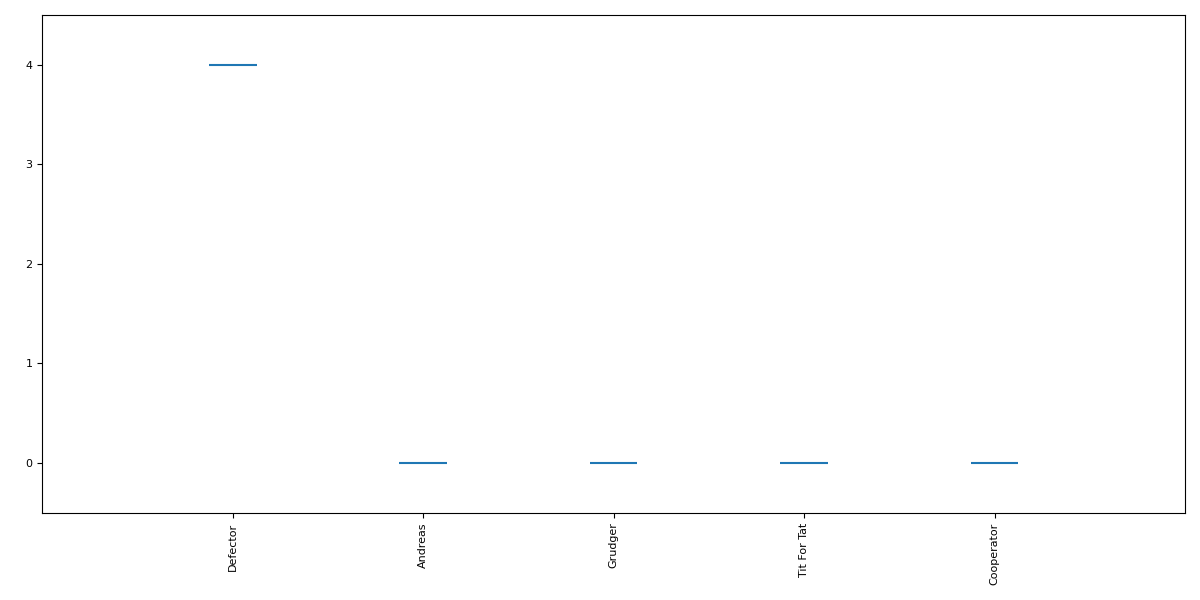 4
3
2
1
0
Defector
Andreas
Grudger
Tit For Tat
Cooperator